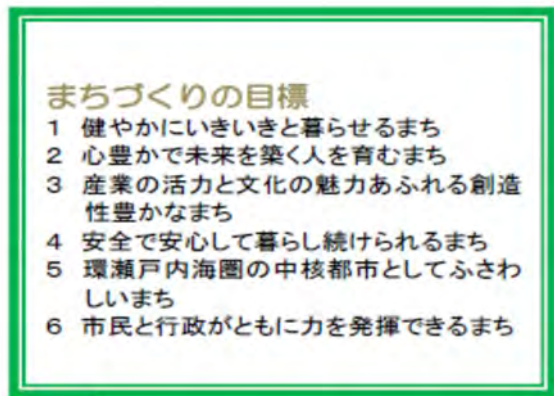 まちづくりの目標
1 健やかにいきいきと暮らせるまち
2 心豊かで未来を築く人を育むまち
3 産業の活力と文化の魅力あふれる創造
性豊かなまち
4 安全で安心して暮らし続けられるまち
5 環瀬戸内海圏の中核都市としてふさわ
しいまち
6 市民と行政がともに力を発揮できるまち